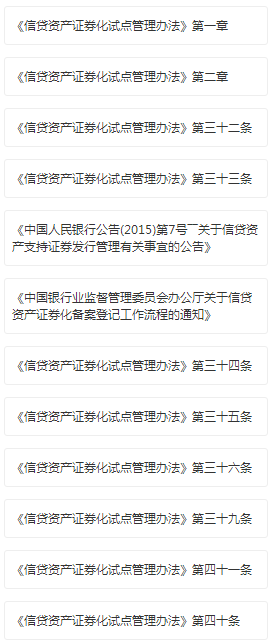 《信贷资产证券化试点管理办法》第一章
《信贷资产证券化试点管理办法》第二章
《信贷资产证券化试点管理办法》第三十二条
《信贷资产证券化试点管理办法》第三十三条
《中国人民银行公告(2015)第7号——关于信贷资
产支持证券发行管理有关事宜的公告》
《中国银行业监督管理委员会办公厅关于信贷
资产证券化备案登记工作流程的通知》
《信贷资产证券化试点管理办法》第三十四条
《信贷资产证券化试点管理办法》第三十五条
《信贷资产证券化试点管理办法》第三十六条
《信贷资产证券化试点管理办法》第三十九条
《信贷资产证券化试点管理办法》第四十一条
《信贷资产证券化试点管理办法》第四十条